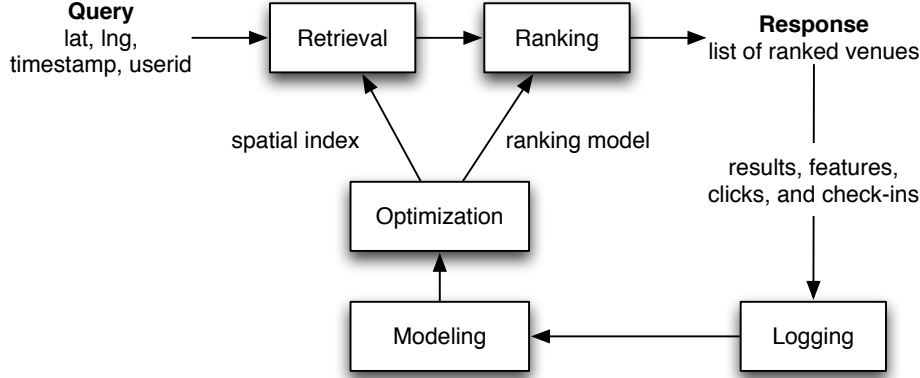 Query
lat, lng,
timestamp, userid
Retrieval
Ranking
Response
list of ranked venues
spatial index
ranking model
results, features,
clicks, and check-ins
Optimization
Modeling
Logging